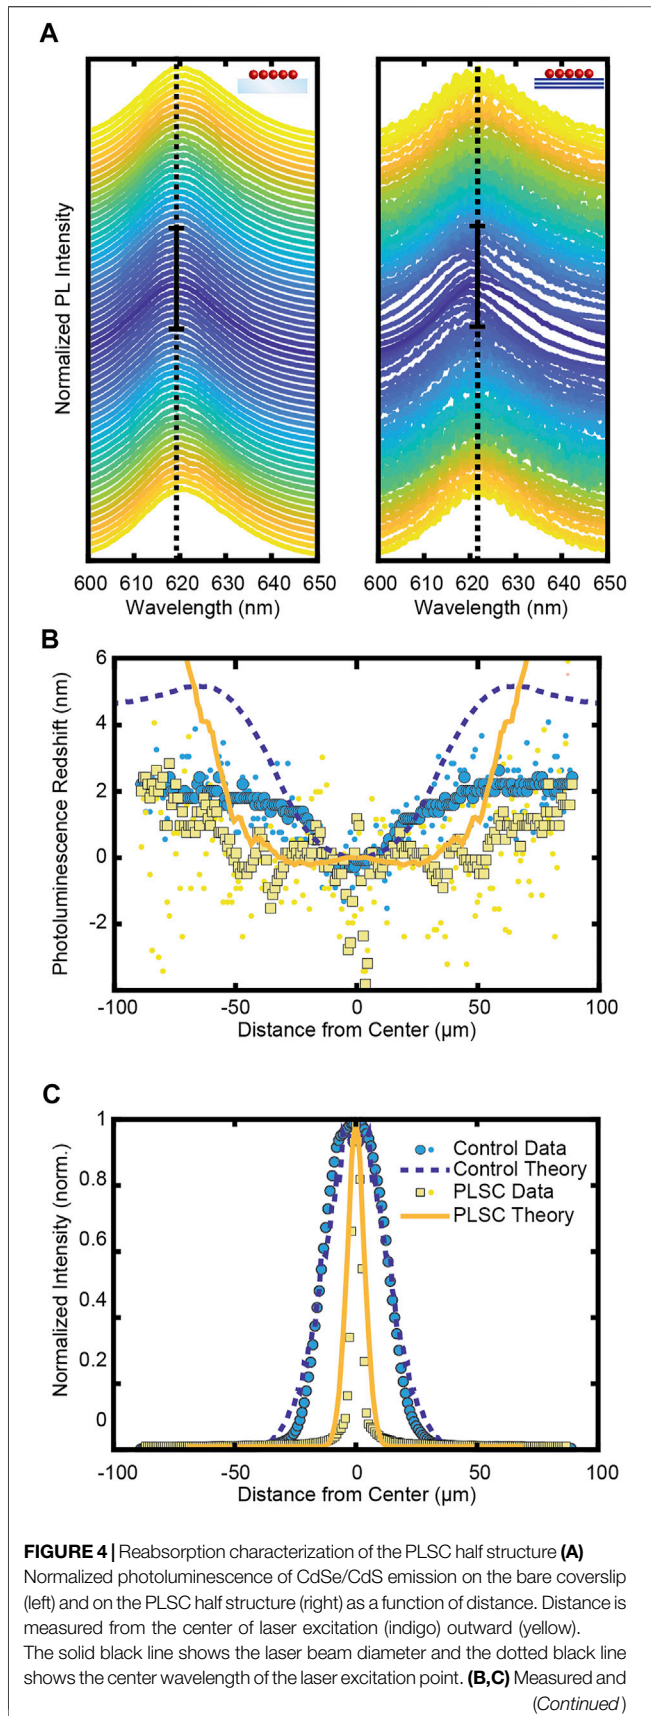 A
Normalized PL Intensity
600 610 620 630 640 650
Wavelength (nm)
600 610 620 630 640 650
Wavelength (nm)
B
Photoluminescence Redshift (nm)
6
4
2
0
-2
-100 -50 0 50 100
Distance from Center (µm)
C
Normalized Intensity (norm.)
1
0.8
0.6
0.4
0.2
0
Control Data
Control Theory
PLSC Data
PLSC Theory
-100 -50 0 50 100
Distance from Center (µm)
FIGURE 4 | Reabsorption characterization of the PLSC half structure (A)
Normalized photoluminescence of CdSe/CdS emission on the bare coverslip
(left) and on the PLSC half structure (right) as a function of distance. Distance is
measured from the center of laser excitation (indigo) outward (yellow).
The solid black line shows the laser beam diameter and the dotted black line
shows the center wavelength of the laser excitation point. (B,C) Measured and
(Continued)